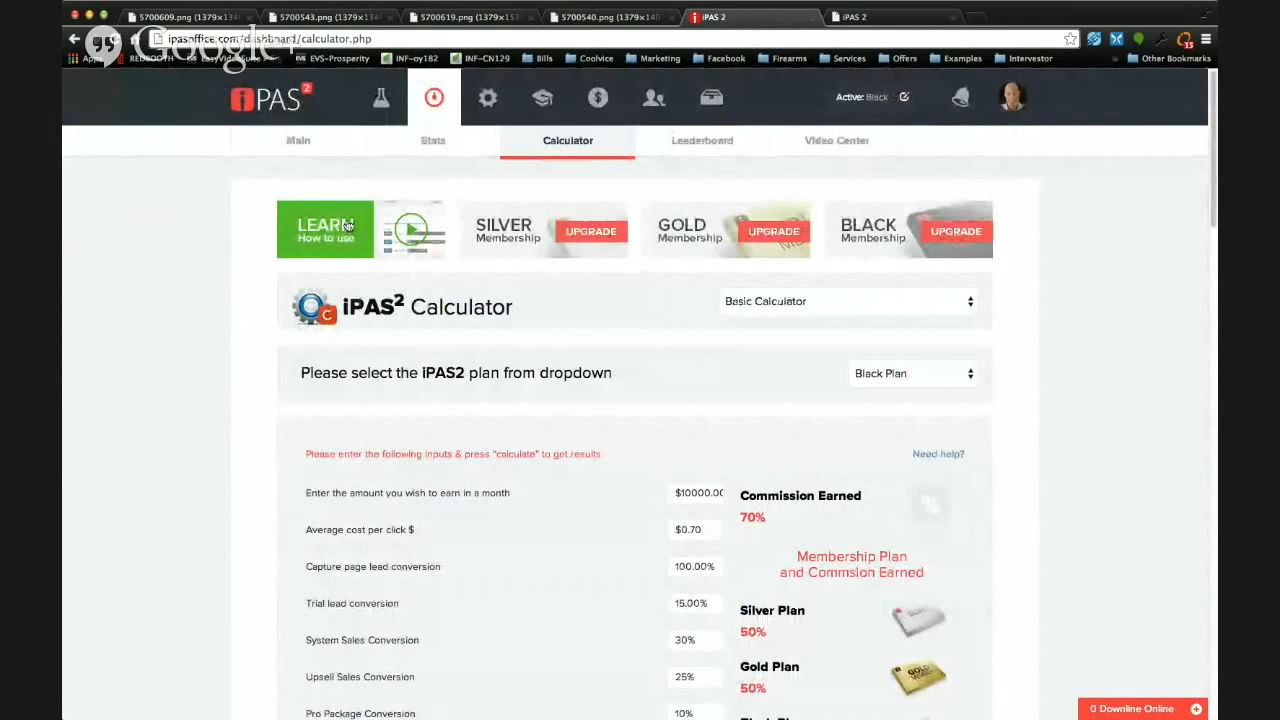 5700609.png (1379×134
5700543.png (1379×134
5700619.png (1379×153
5700540.png (1379×140
iPAS 2
iPAS 2
Google+
ipasoffice.com/dashboard/calculator.php
Apps
REDBOOTH
EasyVideoSuite
EVS-Prosperity
INF-oy182
INF-CN129
Bills
Coolvice
Marketing
Facebook
Firearms
Services
Offers
Examples
Intervestor
»
Other Bookmarks
15
iPAS 2
Active: Black
Main
Stats
Calculator
Leaderboard
Video Center
LEARN
How to use
SILVER
Membership
UPGRADE
GOLD
Membership
UPGRADE
BLACK
Membership
UPGRADE
C
iPAS2 Calculator
Basic Calculator
Please select the iPAS2 plan from dropdown
Black Plan
Please enter the following inputs & press "calculate" to get results
Need help?
Enter the amount you wish to earn in a month
$10000.00
Commission Earned
70%
Average cost per click $
$0.70
Membership Plan
and Commsion Earned
Capture page lead conversion
100.00%
Trial lead conversion
15.00%
Silver Plan
50%
System Sales Conversion
30%
Upsell Sales Conversion
25%
Gold Plan
50%
Pro Package Conversion
10%
0 Downline Online